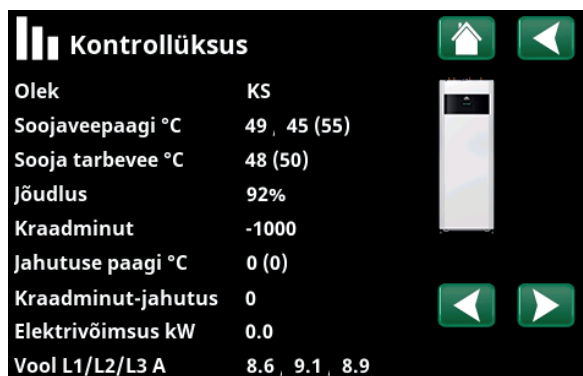 Kontrollüksus
Olek KS
Soojaveepaagi °C 49 , 45 (55)
Sooja tarbevee °C 48 (50)
Jõudlus 92%
Kraadminut -1000
Jahutuse paagi °C 0 (0)
Kraadminut-jahutus 0
Elektrivõimsus kW 0.0
Vool L1/L2/L3 A 8.6 , 9.1 , 8.9